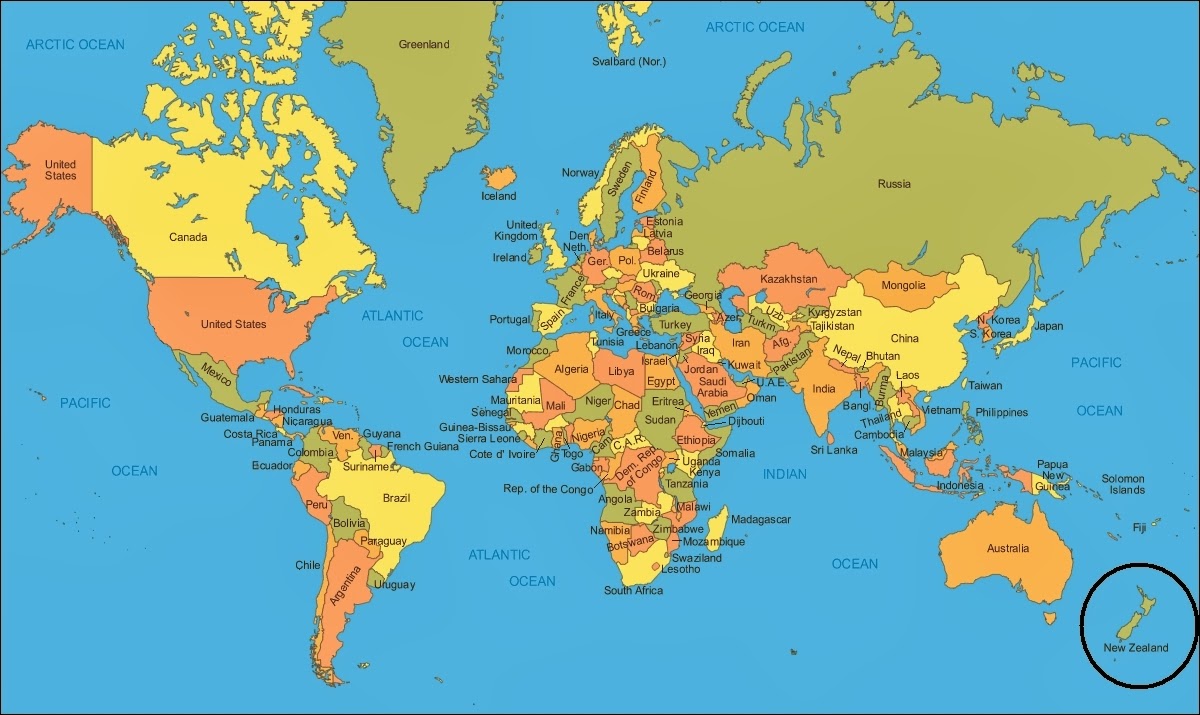 ARCTIC OCEAN
Greenland
ARCTIC OCEAN
Svalbard (Nor.)
United
States
Canada
Iceland
Norway
Sweden
Finland
Russia
United
Kingdom
Ireland
Den.
Neth.
Estonia
Latvia
Belarus
Ger.
Pol.
Ukraine
France
Rom.
Bulgaria
Georgia
Kazakhstan
Mongolia
United States
ATLANTIC
OCEAN
Portugal
Spain
Italy
Greece
Turkey
Azer.
Uzb.
Turkm.
Kyrgyzstan
Tajikistan
China
N. Korea
S. Korea
Japan
Mexico
Morocco
Tunisia
Lebanon
Syria
Iraq
Iran
Afg.
Pakistan
Nepal
Bhutan
PACIFIC
OCEAN
Western Sahara
Algeria
Libya
Israel
Egypt
Jordan
Kuwait
Saudi
Arabia
U.A.E.
Oman
India
Bangl.
Burma
Laos
Taiwan
PACIFIC
OCEAN
Guatemala
Honduras
Nicaragua
Costa Rica
Panama
Mauritania
Mali
Niger
Chad
Sudan
Eritrea
Yemen
Djibouti
Thailand
Vietnam
Cambodia
Philippines
Senegal
Guinea-Bissau
Sierra Leone
Cote d' Ivoire
Ghana
Togo
Nigeria
Cam.
C.A.R.
Ethiopia
Somalia
Sri Lanka
Malaysia
Ven.
Guyana
French Guiana
Colombia
Suriname
Ecuador
Brazil
Peru
Bolivia
Paraguay
Chile
Argentina
Uruguay
Gabon
Rep. of the Congo
Dem. Rep.
of Congo
Uganda
Kenya
Tanzania
INDIAN
OCEAN
Indonesia
Papua
New
Guinea
Solomon
Islands
Fiji
Angola
Zambia
Malawi
Zimbabwe
Mozambique
Madagascar
Namibia
Botswana
Swaziland
Lesotho
South Africa
ATLANTIC
OCEAN
Australia
New Zealand